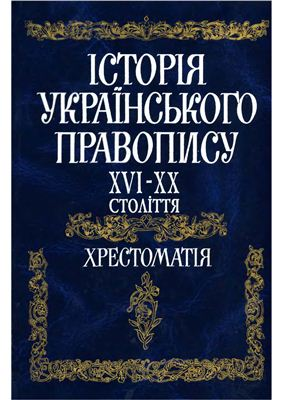 ІСТОРІЯ
УКРАЇНСЬКОГО
ПРАВОПИСУ
XVI-XX
СТОЛІТТЯ
ХРЕСТОМАТІЯ